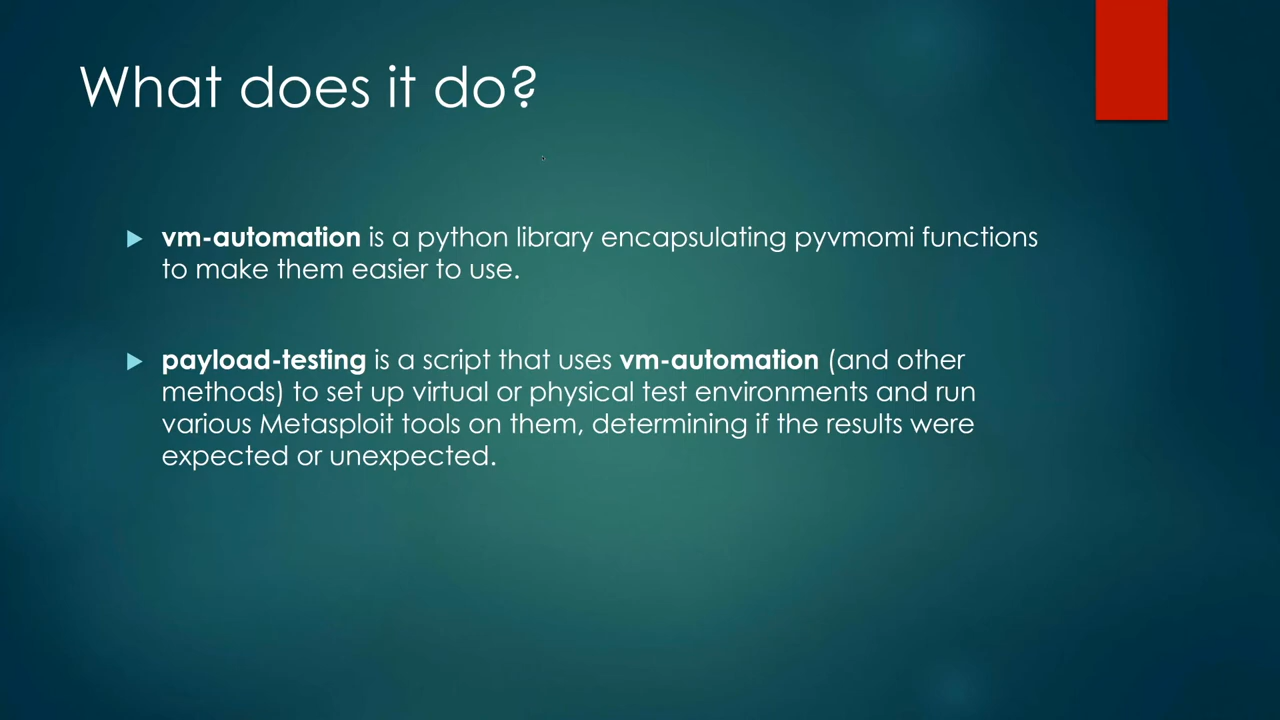 What does it do?
vm-automation is a python library encapsulating pyvmomi functions
to make them easier to use.
payload-testing is a script that uses vm-automation (and other
methods) to set up virtual or physical test environments and run
various Metasploit tools on them, determining if the results were
expected or unexpected.